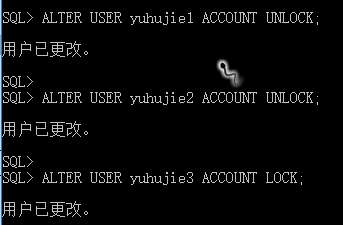 SQL> ALTER USER yuhujie1 ACCOUNT UNLOCK;
用户已更改。
SQL>
SQL> ALTER USER yuhujie2 ACCOUNT UNLOCK;
用户已更改。
SQL>
SQL> ALTER USER yuhujie3 ACCOUNT LOCK;
用户已更改。